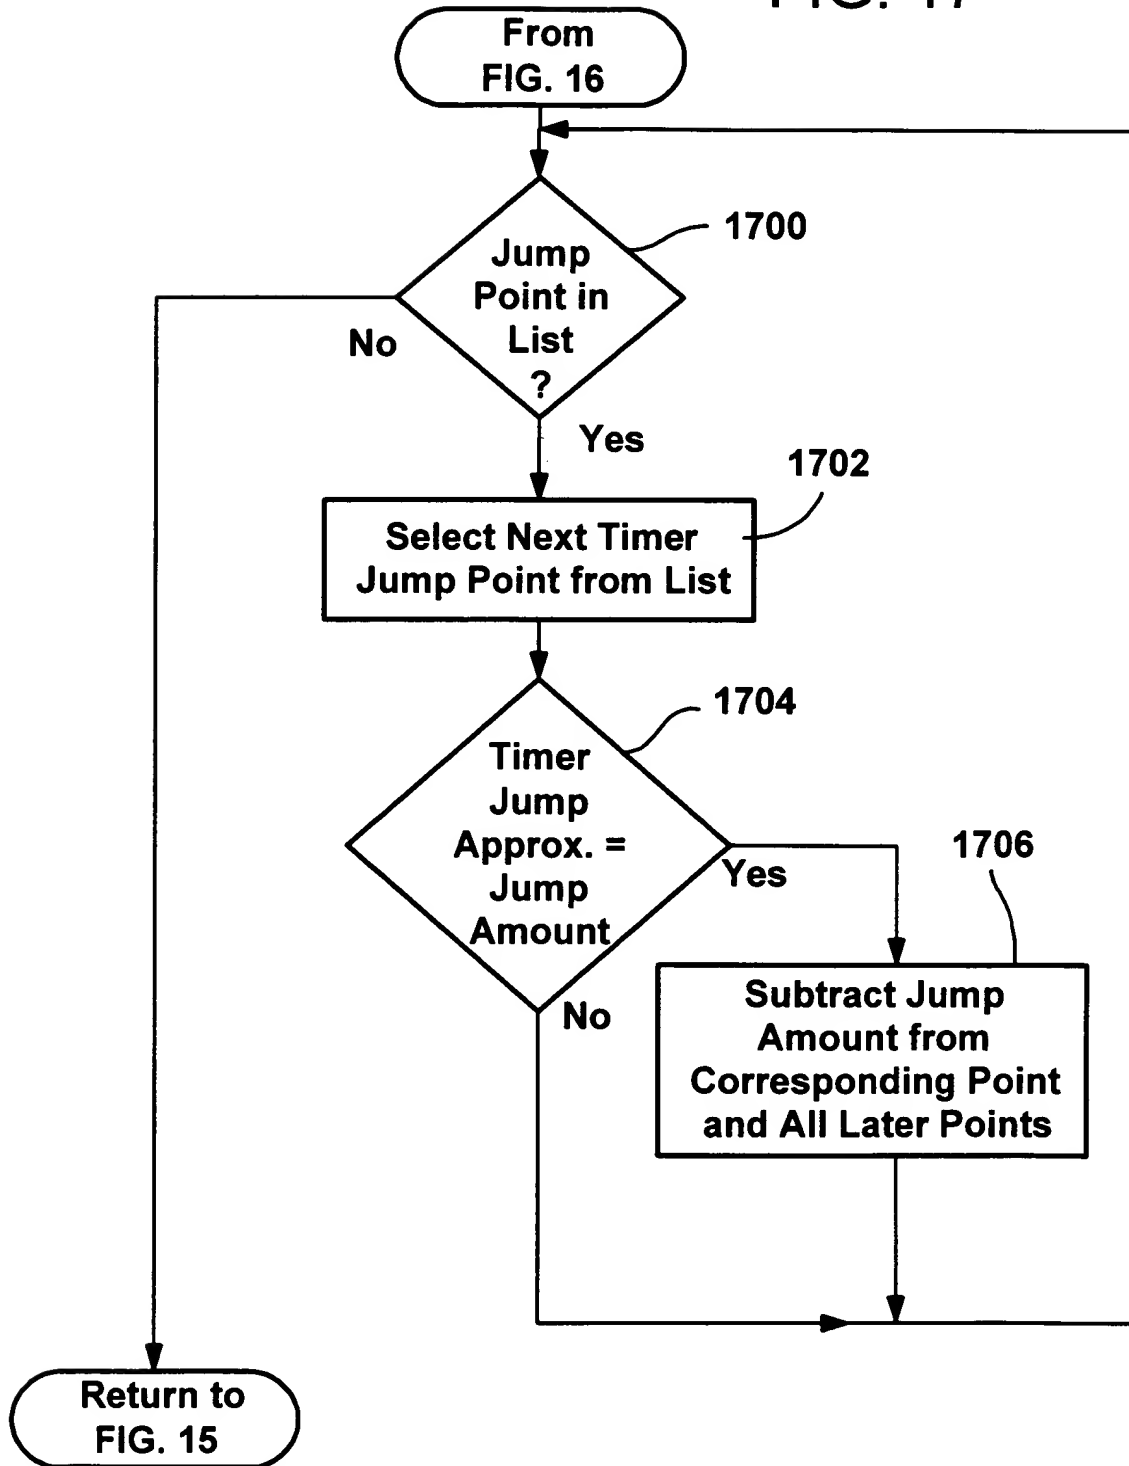 FIG. 17
From
FIG. 16
1700
Jump
Point in
List
?
No
Yes
1702
Select Next Timer
Jump Point from List
1704
Timer
Jump
Approx. =
Jump
Amount
Yes
1706
No
Subtract Jump
Amount from
Corresponding Point
and All Later Points
Return to
FIG. 15